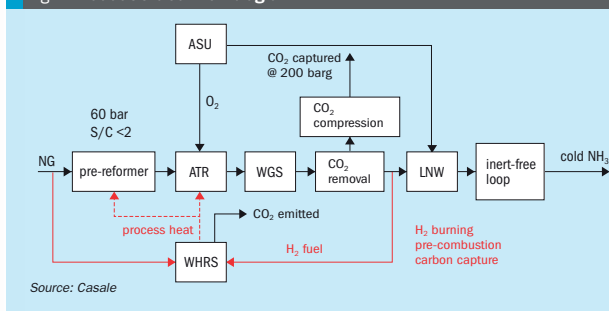 ASU
CO₂ captured
@ 200 barg
O₂
CO₂
compression
60 bar
S/C <2
NG
pre-reformer
ATR
WGS
CO₂
removal
LNW
inert-free
loop
cold NH₃
process heat
CO₂ emitted
H₂ fuel
WHRS
H₂ burning
pre-combustion
carbon capture
Source: Casale